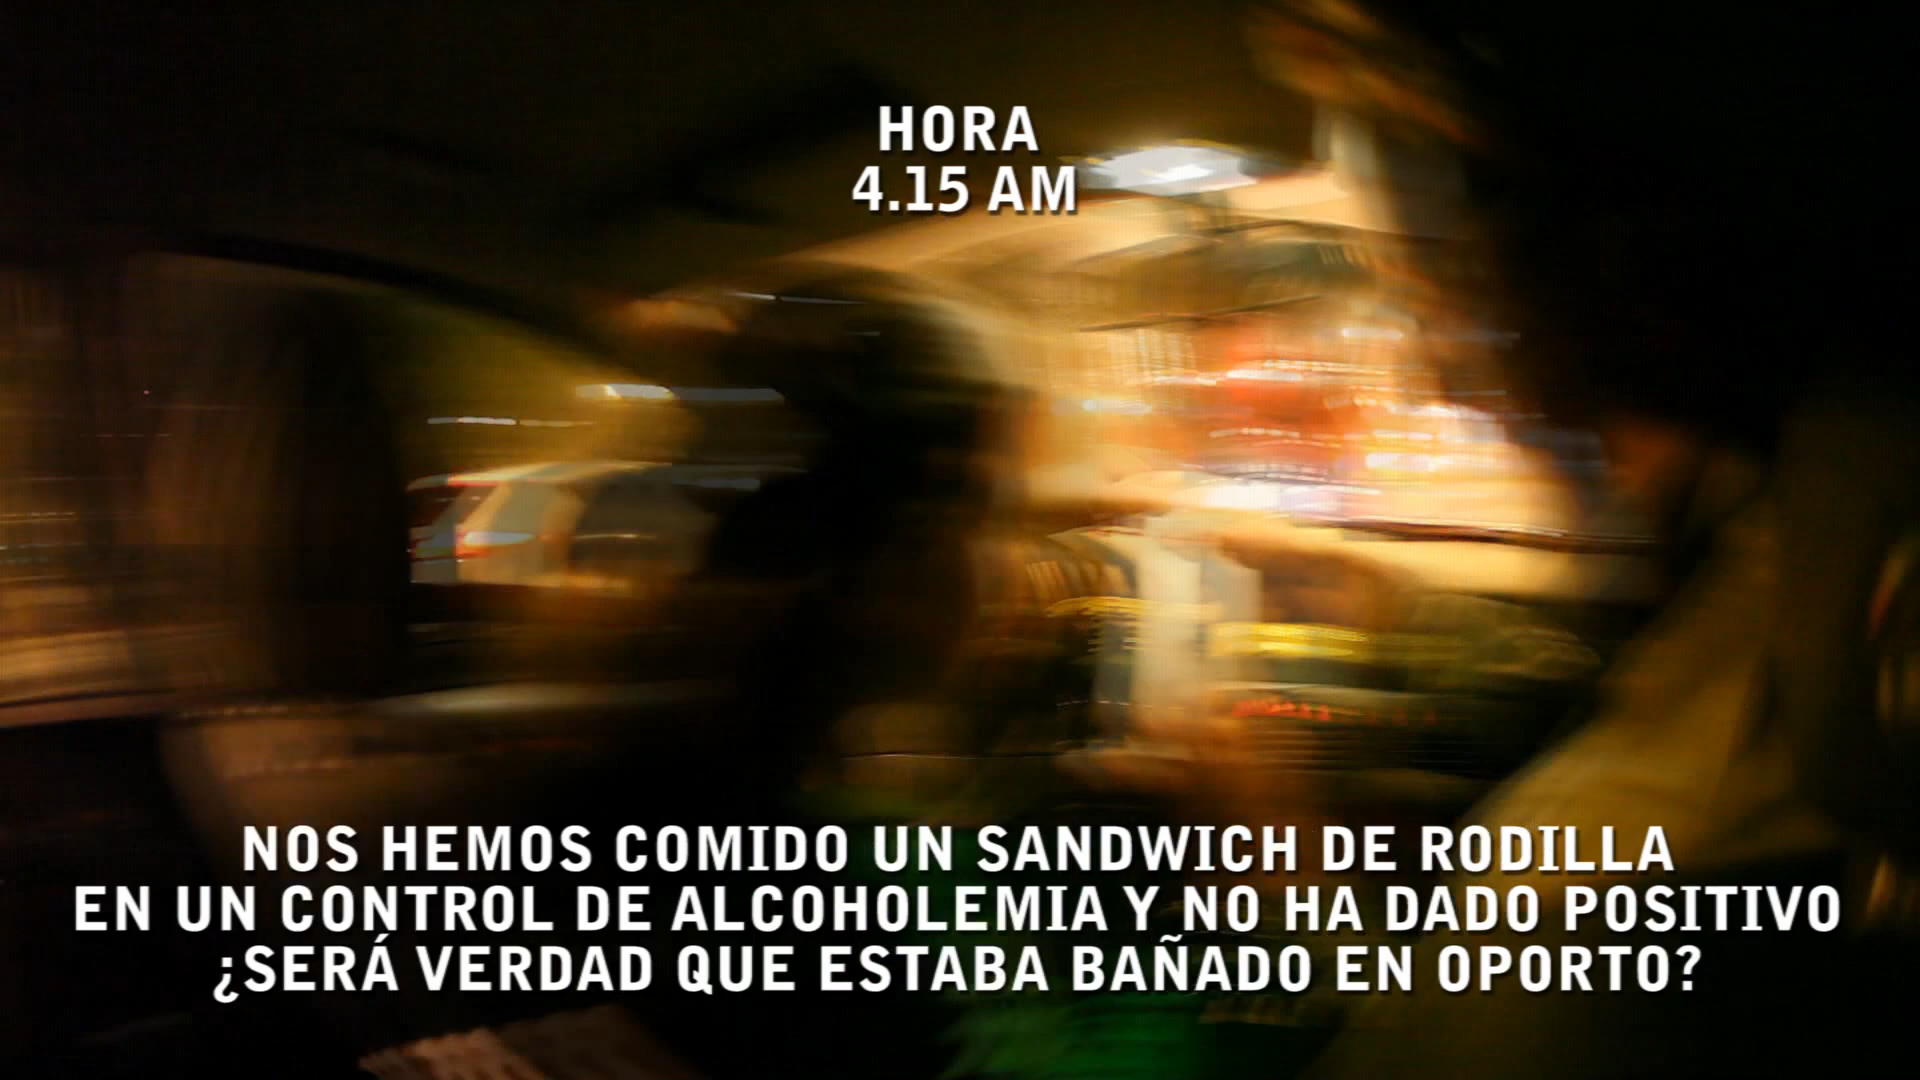 HORA
4.15 AM
NOS HEMOS COMIDO UN SANDWICH DE RODILLA
EN UN CONTROL DE ALCOHOLEMIA Y NO HA DADO POSITIVO
¿SERÁ VERDAD QUE ESTABA BAÑADO EN OPORTO?